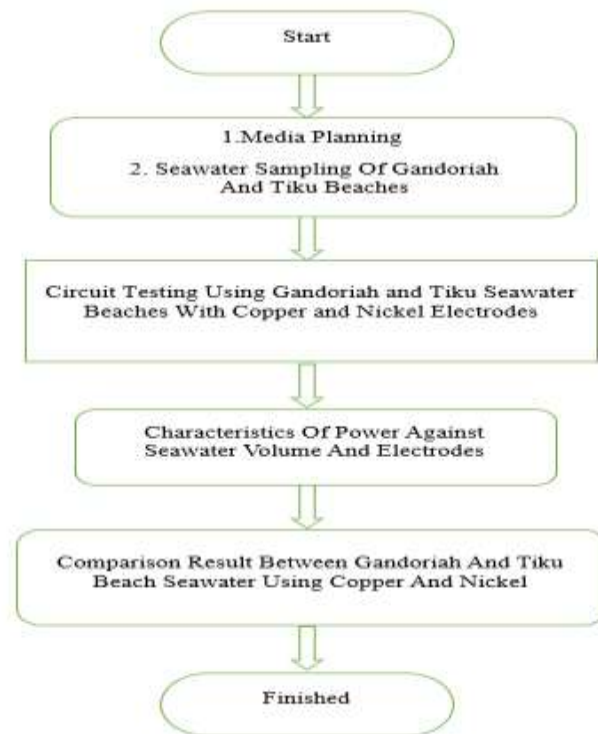 Start
1.Media Planning
2. Seawater Sampling Of Gandoriah
And Tiku Beaches
Circuit Testing Using Gandoriah and Tiku Seawater
Beaches With Copper and Nickel Electrodes
Characteristics Of Power Against
Seawater Volume And Electrodes
Comparison Result Between Gandoriah And Tiku
Beach Seawater Using Copper And Nickel
Finished